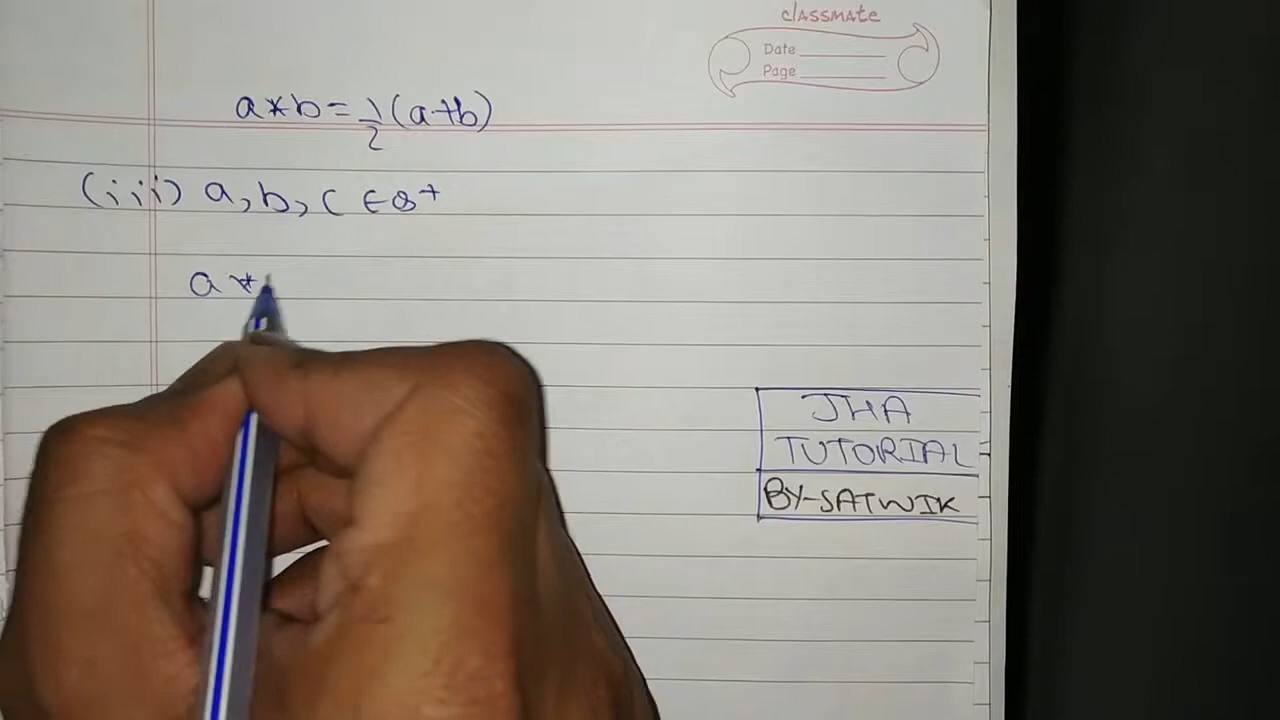 classmate
Date
Page
a*b=1/2(a+b)
(iii) a,b,c ∈Q+
a *
JHA
TUTORIAL
BY-SATWIK